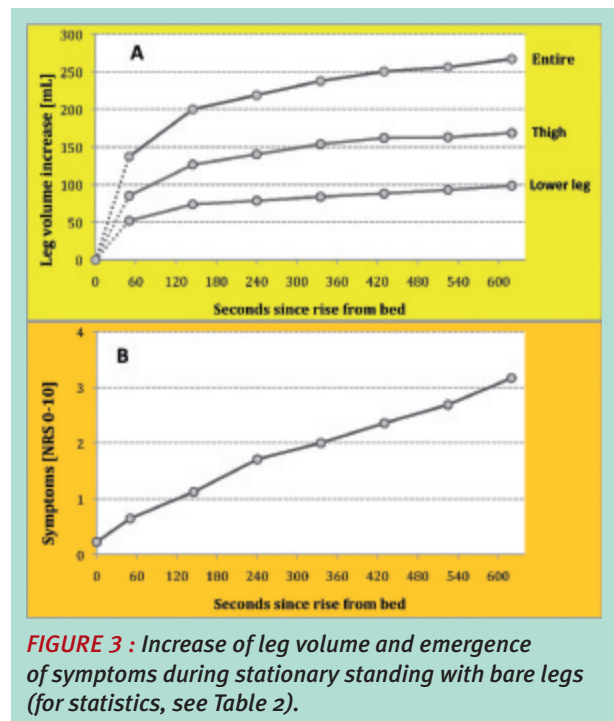 A
300
250
200
150
100
50
0
Leg volume increase [mL]
Entire
Thigh
Lower leg
0 60 120 180 240 300 360 420 480 540 600
Seconds since rise from bed
B
4
3
2
1
0
Symptoms [NRS 0-10]
0 60 120 180 240 300 360 420 480 540 600
Seconds since rise from bed
FIGURE 3 : Increase of leg volume and emergence
of symptoms during stationary standing with bare legs
(for statistics, see Table 2).